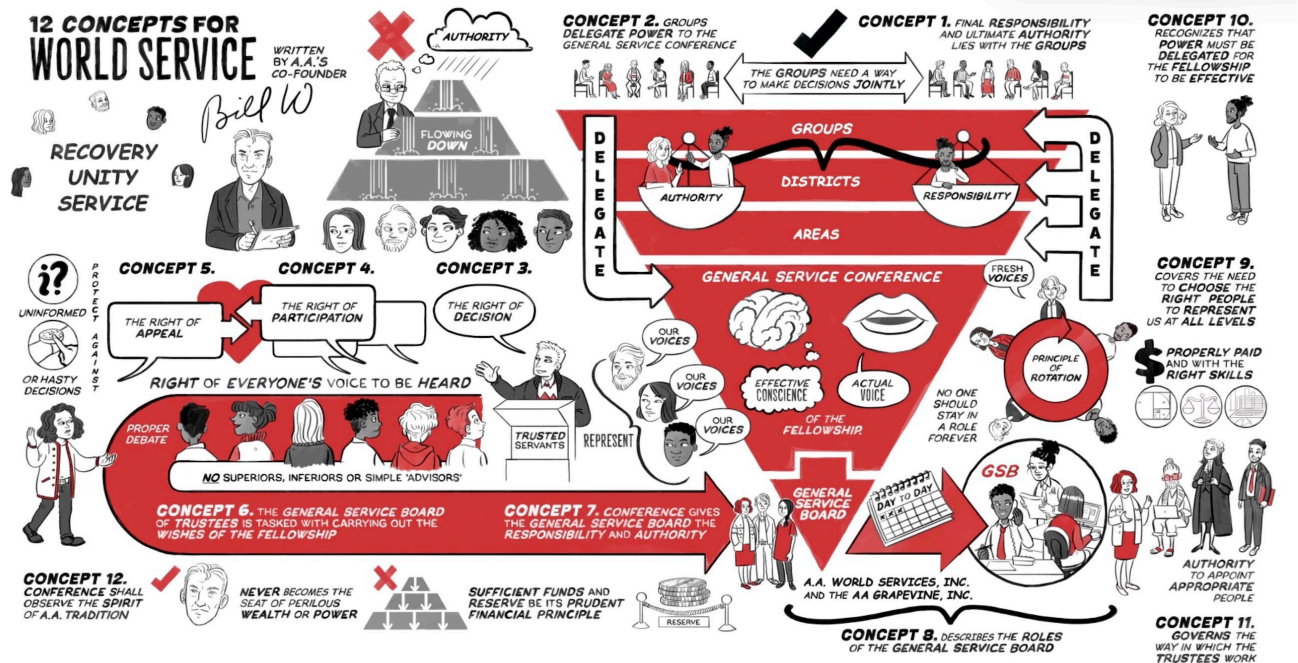 12 CONCEPTS FOR
WORLD SERVICE
WRITTEN
BY A.A.'S
CO-FOUNDER
Bill W
RECOVERY
UNITY
SERVICE
AUTHORITY
FLOWING
DOWN
CONCEPT 2. GROUPS
DELEGATE POWER TO THE
GENERAL SERVICE CONFERENCE
CONCEPT 1. FINAL RESPONSIBILITY
AND ULTIMATE AUTHORITY
LIES WITH THE GROUPS
THE GROUPS NEED A WAY
TO MAKE DECISIONS JOINTLY
DELEGATE
GROUPS
DISTRICTS
AREAS
AUTHORITY
RESPONSIBILITY
DELEGATE
GENERAL SERVICE CONFERENCE
EFFECTIVE
CONSCIENCE
ACTUAL
VOICE
OF THE
FELLOWSHIP.
GENERAL
SERVICE
BOARD
CONCEPT 10.
RECOGNIZES THAT
POWER MUST BE
DELEGATED FOR
THE FELLOWSHIP
TO BE EFFECTIVE
CONCEPT 9.
COVERS THE NEED
TO CHOOSE THE
RIGHT PEOPLE
TO REPRESENT
US AT ALL LEVELS
$ PROPERLY PAID
AND WITH THE
RIGHT SKILLS
FRESH
VOICES
PRINCIPLE
OF
ROTATION
NO ONE
SHOULD
STAY IN
A ROLE
FOREVER
i?
UNINFORMED
OR HASTY
DECISIONS
PROTECT AGAINST
CONCEPT 5.
THE RIGHT OF
APPEAL
CONCEPT 4.
THE RIGHT OF
PARTICIPATION
CONCEPT 3.
THE RIGHT OF
DECISION
RIGHT OF EVERYONE'S VOICE TO BE HEARD
PROPER
DEBATE
NO SUPERIORS, INFERIORS OR SIMPLE 'ADVISORS'
TRUSTED
SERVANTS
REPRESENT
OUR
VOICES
OUR
VOICES
OUR
VOICES
CONCEPT 6. THE GENERAL SERVICE BOARD
OF TRUSTEES IS TASKED WITH CARRYING OUT THE
WISHES OF THE FELLOWSHIP
CONCEPT 7. CONFERENCE GIVES
THE GENERAL SERVICE BOARD THE
RESPONSIBILITY AND AUTHORITY
DAY TO DAY
GSB
A.A. WORLD SERVICES, INC.
AND THE AA GRAPEVINE, INC.
CONCEPT 8. DESCRIBES THE ROLES
OF THE GENERAL SERVICE BOARD
AUTHORITY
TO APPOINT
APPROPRIATE
PEOPLE
CONCEPT 11.
GOVERNS THE
WAY IN WHICH THE
TRUSTEES WORK
CONCEPT 12.
CONFERENCE SHALL
OBSERVE THE SPIRIT
OF A.A. TRADITION
NEVER BECOMES THE
SEAT OF PERILOUS
WEALTH OR POWER
SUFFICIENT FUNDS AND
RESERVE BE ITS PRUDENT
FINANCIAL PRINCIPLE
RESERVE